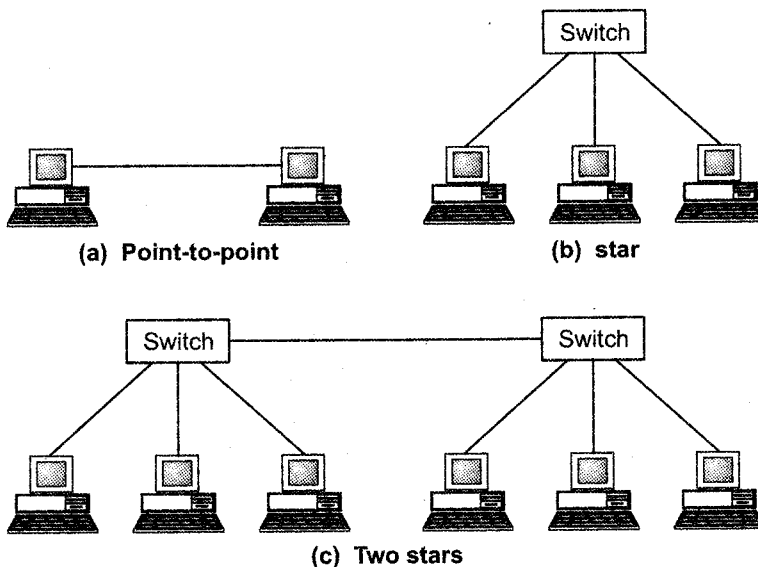 Switch
(a) Point-to-point
(b) star
Switch
Switch
(c) Two stars